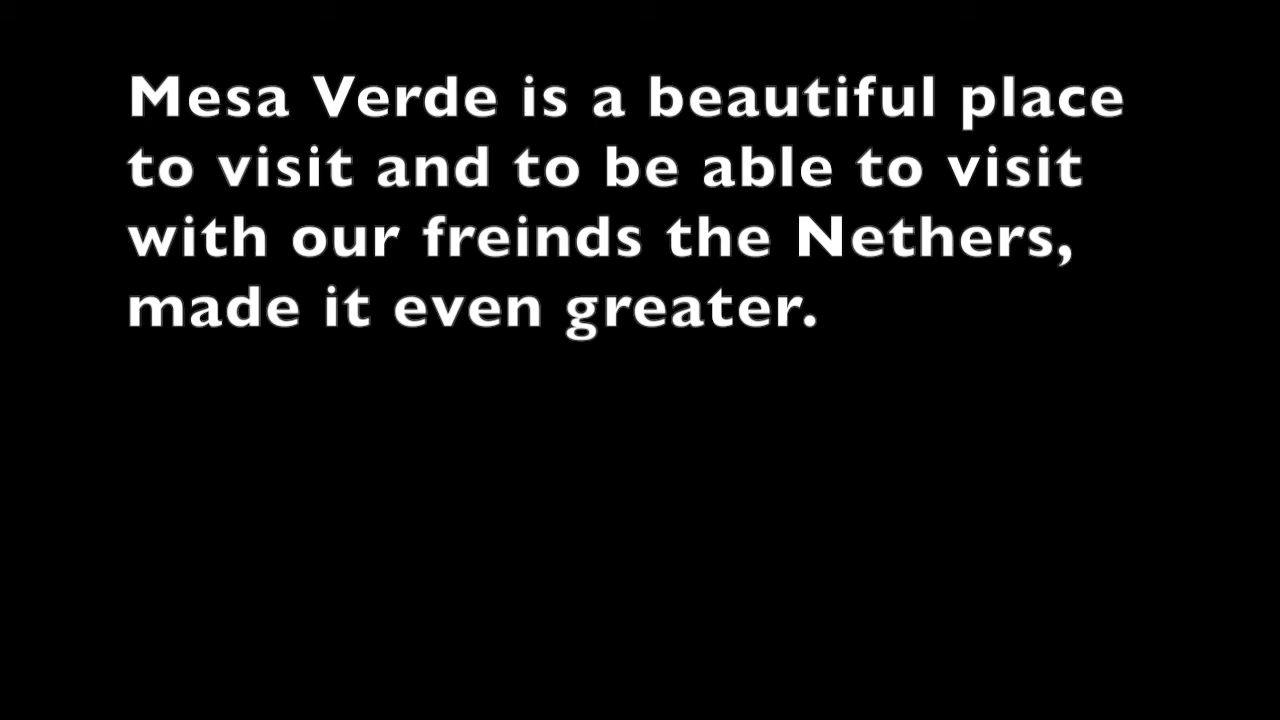 Mesa Verde is a beautiful place
to visit and to be able to visit
with our freinds the Nethers,
made it even greater.